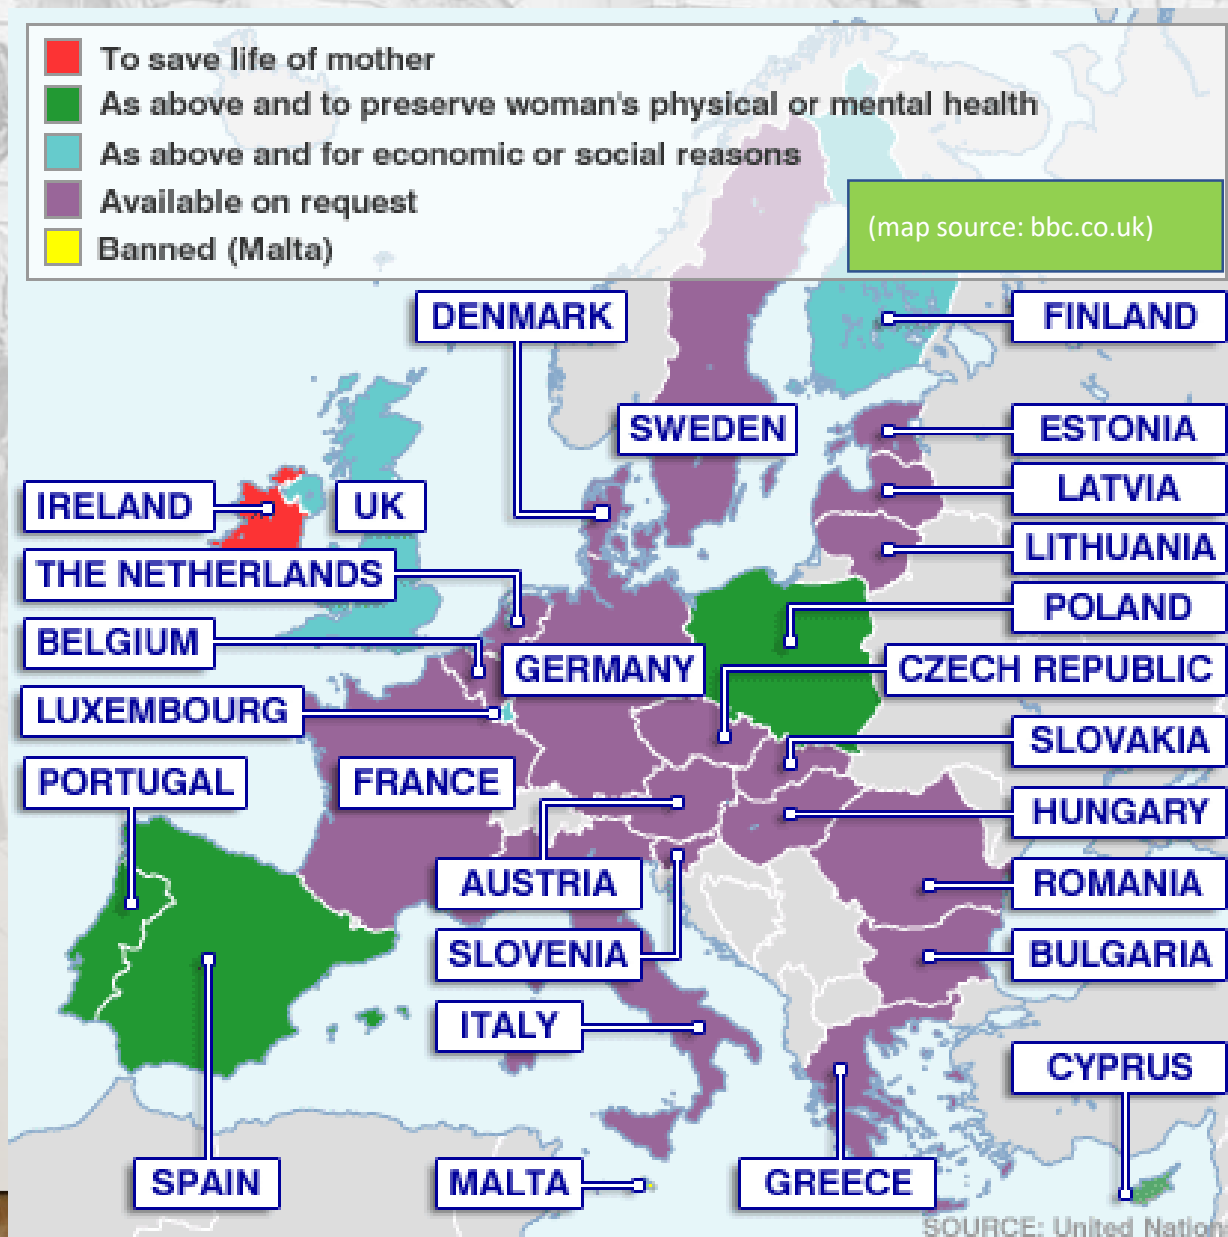 To save life of mother
As above and to preserve woman's physical or mental health
As above and for economic or social reasons
Available on request
Banned (Malta)
(map source: bbc.co.uk)
DENMARK
FINLAND
SWEDEN
ESTONIA
IRELAND
UK
LATVIA
THE NETHERLANDS
LITHUANIA
BELGIUM
POLAND
GERMANY
CZECH REPUBLIC
LUXEMBOURG
SLOVAKIA
PORTUGAL
FRANCE
HUNGARY
AUSTRIA
ROMANIA
SLOVENIA
BULGARIA
ITALY
CYPRUS
SPAIN
MALTA
GREECE
SOURCE: United Nation